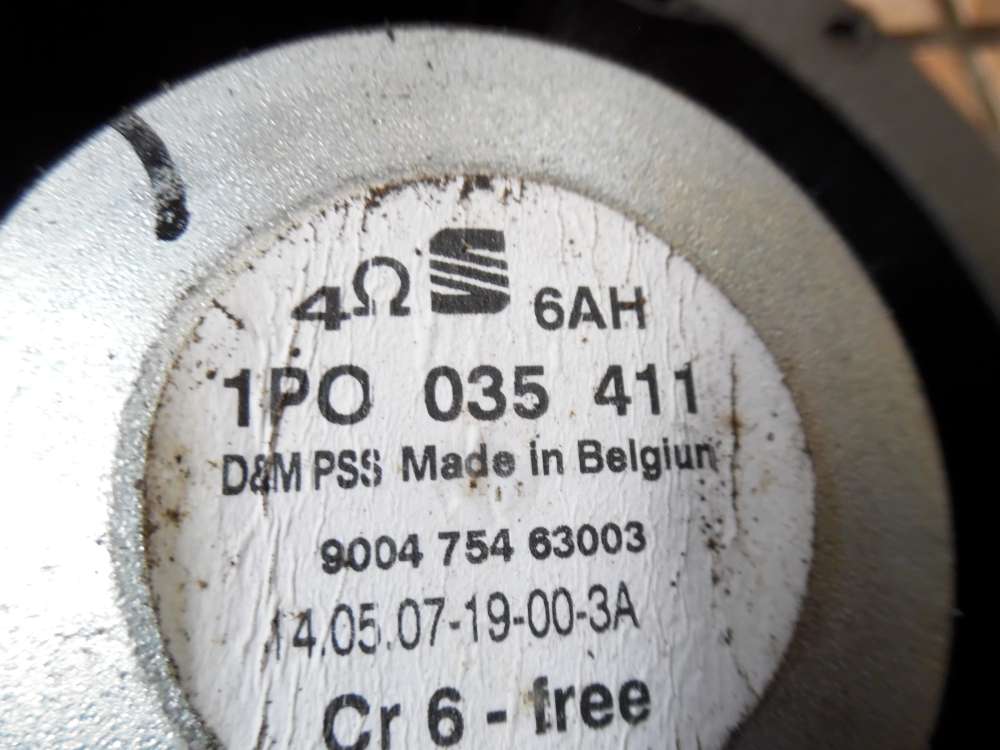 4Ω S 6AH
1PO 035 411
D&M PSS Made in Belgium
9004 754 63003
14.05.07-19-00-3A
Cr 6 - free